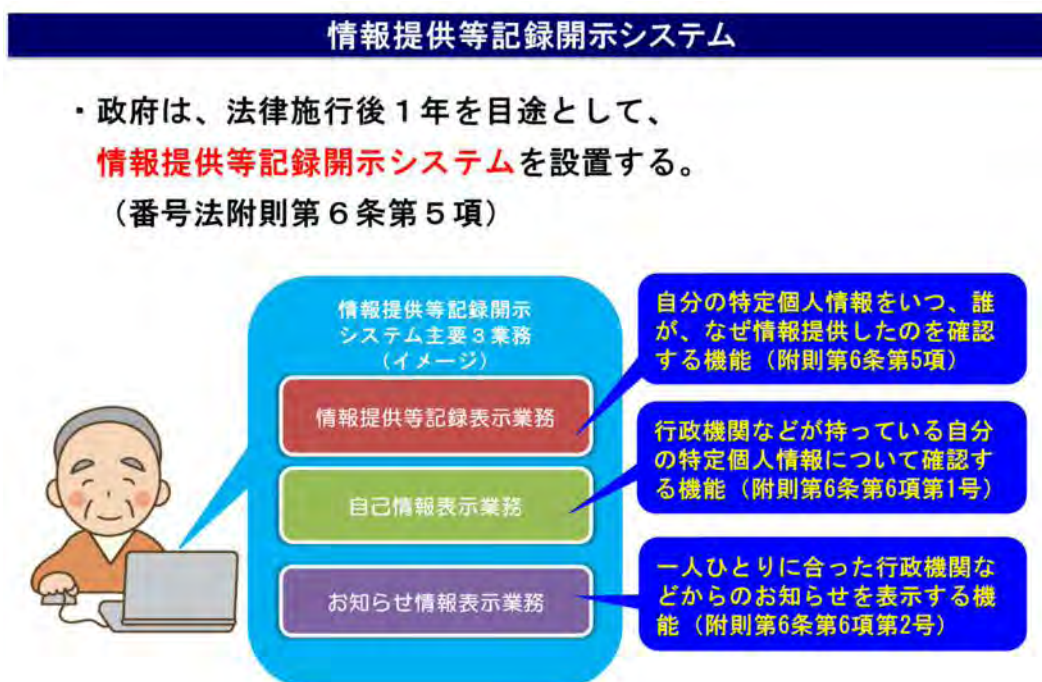 情報提供等記録開示システム
・政府は、法律施行後１年を目途として、
情報提供等記録開示システムを設置する。
（番号法附則第６条第５項）
情報提供等記録開示
システム主要３業務
（イメージ）
情報提供等記録表示業務
自己情報表示業務
お知らせ情報表示業務
自分の特定個人情報をいつ、誰
が、なぜ情報提供したのを確認
する機能（附則第6条第5項）
行政機関などが持っている自分
の特定個人情報について確認す
る機能（附則第6条第6項第1号）
一人ひとりに合った行政機関な
どからのお知らせを表示する機
能（附則第6条第6項第2号）